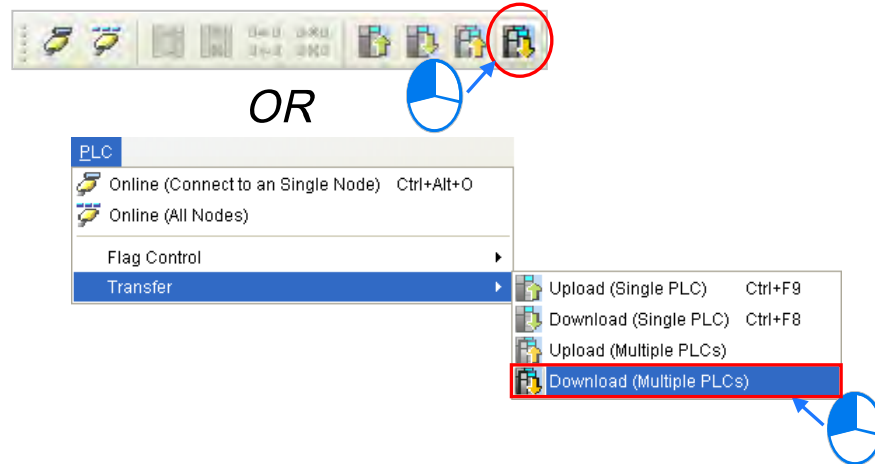 OR
PLC
Online (Connect to an Single Node) Ctrl+Alt+O
Online (All Nodes)
Flag Control
Transfer
Upload (Single PLC) Ctrl+F9
Download (Single PLC) Ctrl+F8
Upload (Multiple PLCs)
Download (Multiple PLCs)